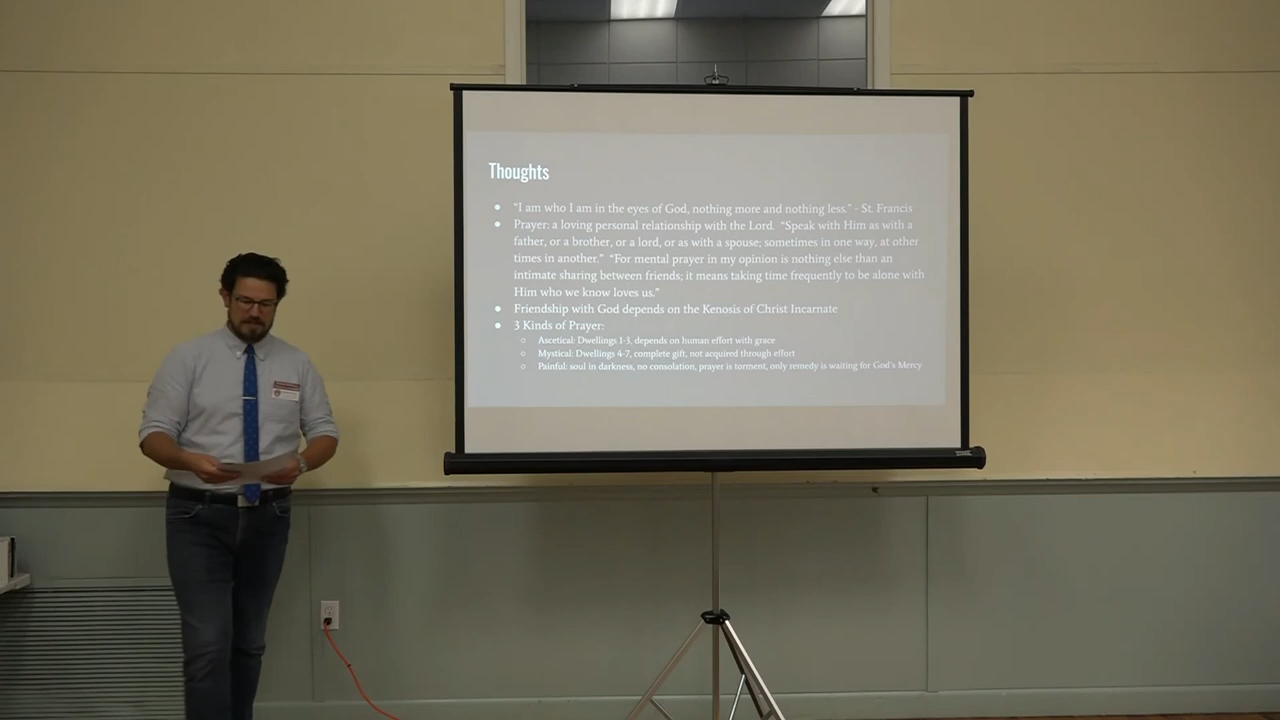 Thoughts
● "I am who I am in the eyes of God, nothing more and nothing less." - St. Francis
● Prayer: a loving personal relationship with the Lord. "Speak with Him as with a
father, or a brother, or a lord, or as with a spouse; sometimes in one way, at other
times in another." "For mental prayer in my opinion is nothing else than an
intimate sharing between friends; it means taking time frequently to be alone with
Him who we know loves us."
● Friendship with God depends on the Kenosis of Christ Incarnate
● 3 Kinds of Prayer:
○ Ascetical: Dwellings 1-3, depends on human effort with grace
○ Mystical: Dwellings 4-7, complete gift, not acquired through effort
○ Painful: soul in darkness, no consolation, prayer is torment, only remedy is waiting for God's Mercy